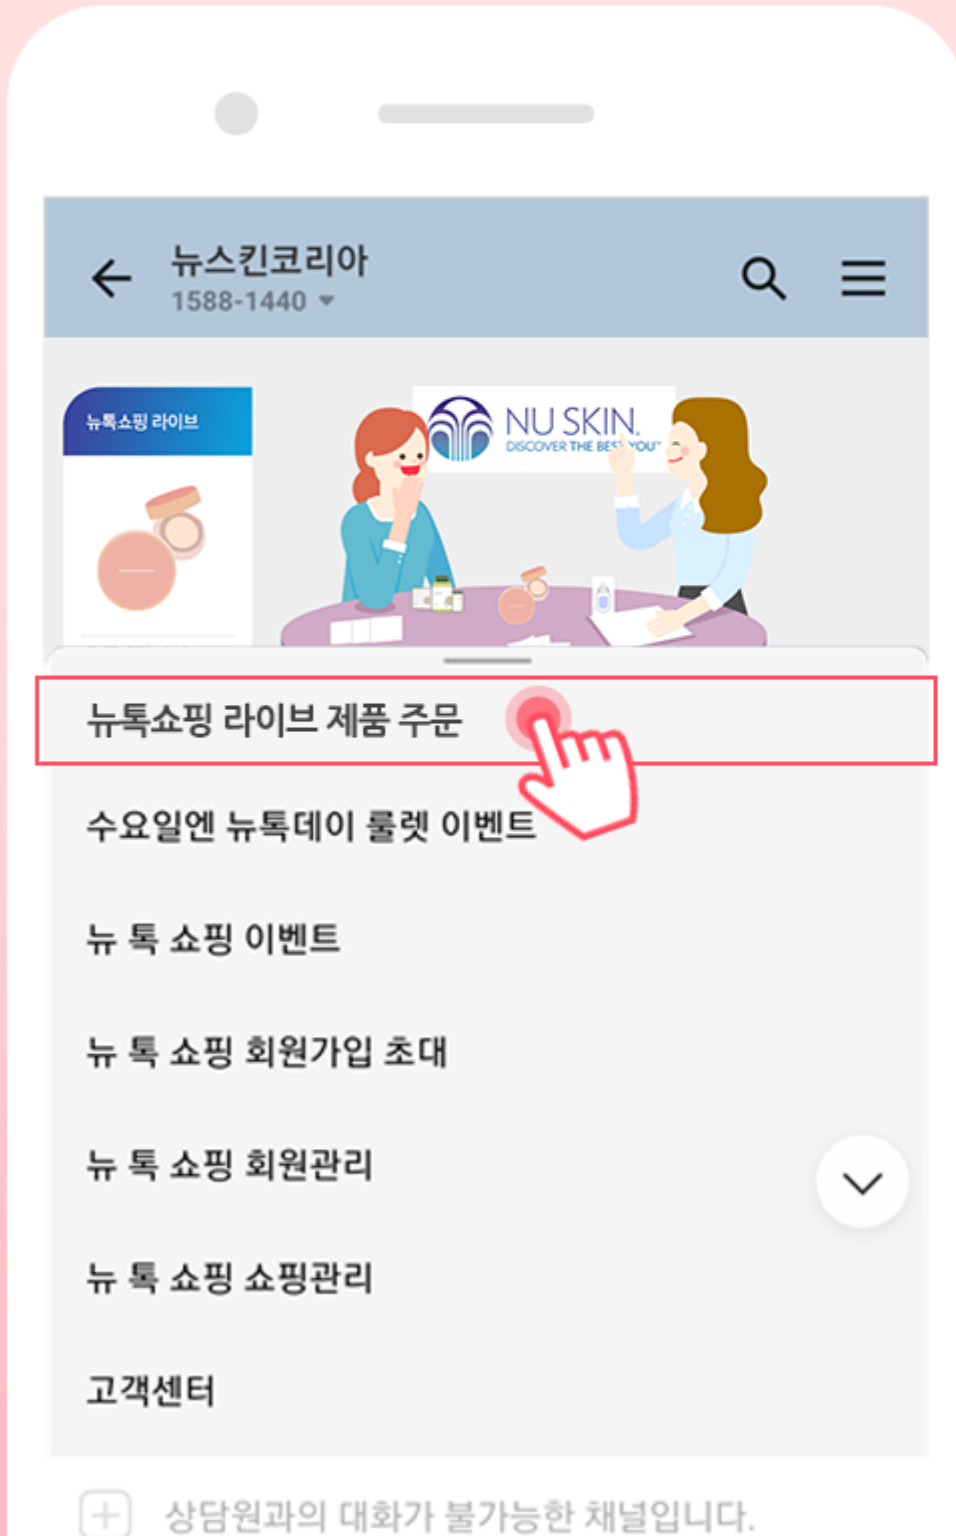 뉴스킨코리아
1588-1440
뉴톡쇼핑 라이브
NU SKIN.
DISCOVER THE BEST YOU™
뉴톡쇼핑 라이브 제품 주문
수요일엔 뉴톡데이 룰렛 이벤트
뉴 톡 쇼핑 이벤트
뉴 톡 쇼핑 회원가입 초대
뉴 톡 쇼핑 회원관리
뉴 톡 쇼핑 쇼핑관리
고객센터
상담원과의 대화가 불가능한 채널입니다.